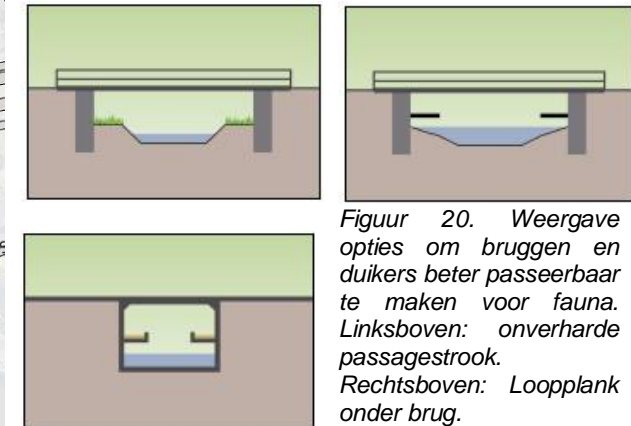 Figuur 20. Weergave
opties om bruggen en
duikers beter passeerbaar
te maken voor fauna.
Linksboven: onverharde
passagestrook.
Rechtsboven: Loopplank
onder brug.